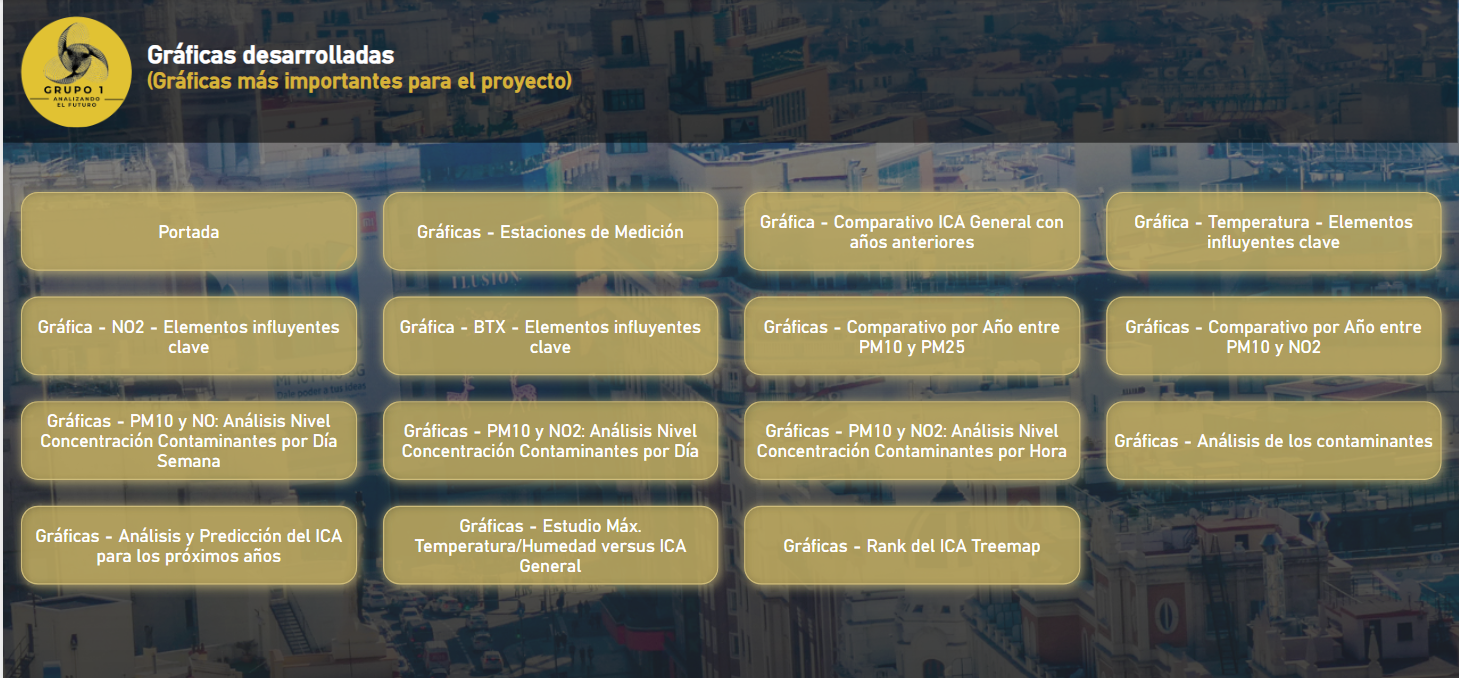 GRUPO 1
ANALIZANDO
EL FUTURO
Gráficas desarrolladas
(Gráficas más importantes para el proyecto)
Portada
Gráficas - Estaciones de Medición
Gráfica - Comparativo ICA General con
años anteriores
Gráfica - Temperatura - Elementos
influyentes clave
Gráfica - NO2 - Elementos influyentes
clave
Gráfica - BTX - Elementos influyentes
clave
Gráficas - Comparativo por Año entre
PM10 y PM25
Gráficas - Comparativo por Año entre
PM10 y NO2
Gráficas - PM10 y NO: Análisis Nivel
Concentración Contaminantes por Día
Semana
Gráficas - PM10 y NO2: Análisis Nivel
Concentración Contaminantes por Día
Gráficas - PM10 y NO2: Análisis Nivel
Concentración Contaminantes por Hora
Gráficas - Análisis de los contaminantes
Gráficas - Análisis y Predicción del ICA
para los próximos años
Gráficas - Estudio Máx.
Temperatura/Humedad versus ICA
General
Gráficas - Rank del ICA Treemap
ILUSION